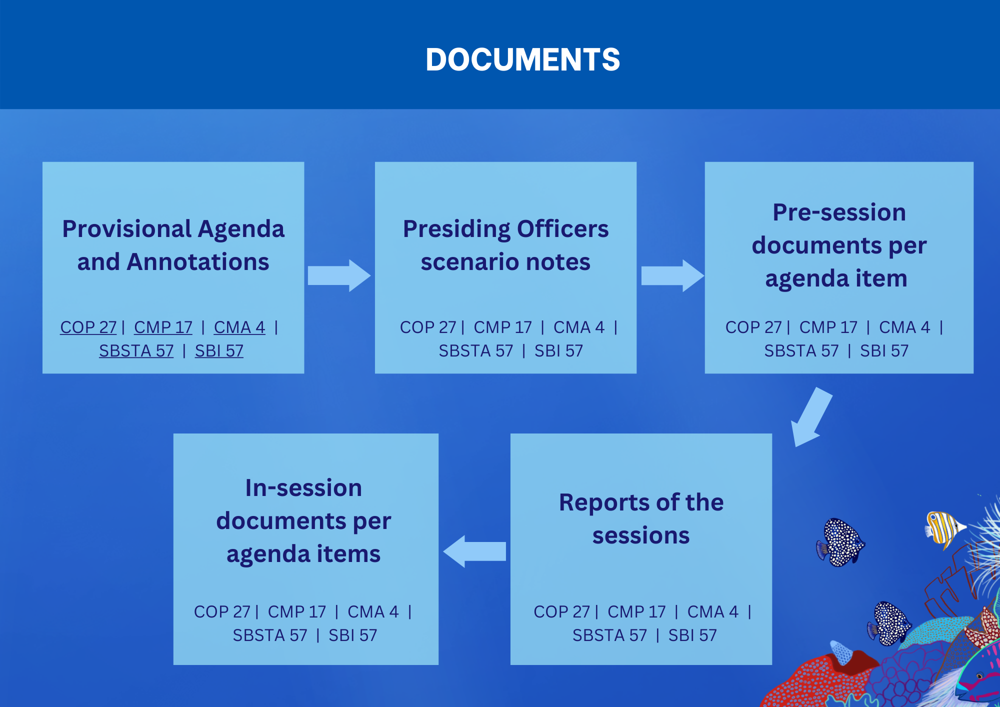 DOCUMENTS
Provisional Agenda
and Annotations
COP 27 | CMP 17 | CMA 4 |
SBSTA 57 | SBI 57
Presiding Officers
scenario notes
COP 27 | CMP 17 | CMA 4 |
SBSTA 57 | SBI 57
Pre-session
documents per
agenda item
COP 27 | CMP 17 | CMA 4 |
SBSTA 57 | SBI 57
Reports of the
sessions
COP 27 | CMP 17 | CMA 4 |
SBSTA 57 | SBI 57
In-session
documents per
agenda items
COP 27 | CMP 17 | CMA 4 |
SBSTA 57 | SBI 57